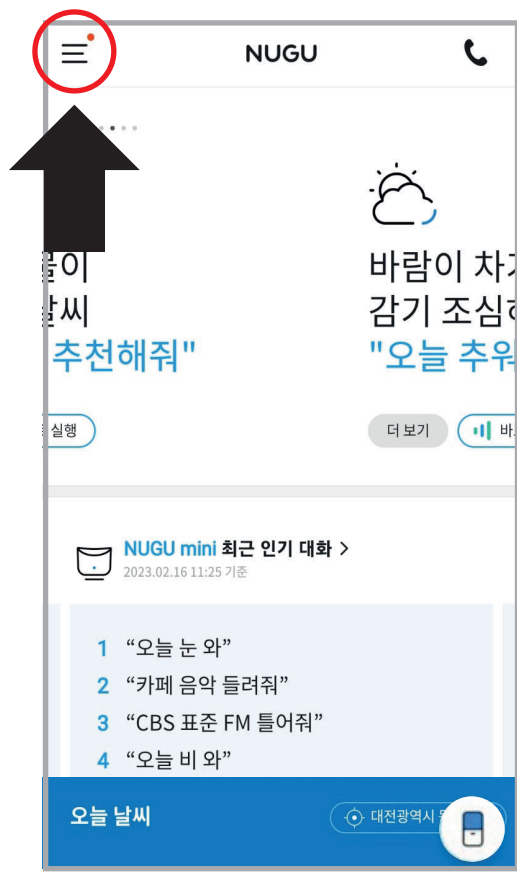 NUGU
날씨
추천해줘"
실행
바람이 차
감기 조심
"오늘 추워
더 보기
NUGU mini 최근 인기 대화 >
2023.02.16 11:25 기준
1 “오늘 눈 와”
2 “카페 음악 들려줘”
3 “CBS 표준 FM 틀어줘”
4 “오늘 비 와”
오늘 날씨
대전광역시